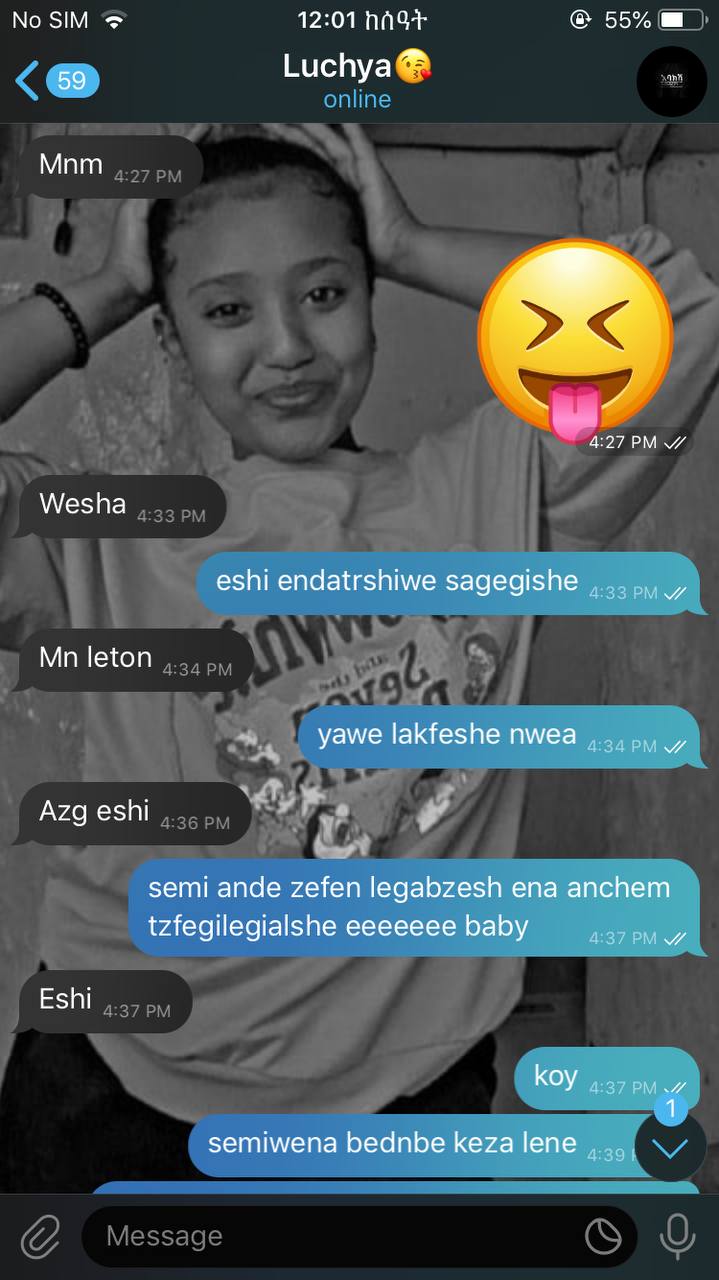 No SIM 12:01 ከሰዓት 55%
59 Luchya😘
online
Mnm 4:27 PM
4:27 PM
Wesha 4:33 PM
eshi endatrshiwe sagegishe 4:33 PM
Mn leton 4:34 PM
yawe lakfeshe nwea 4:34 PM
Azg eshi 4:36 PM
semi ande zefen legabzesh ena anchem
tzfegilegialshe eeeeeee baby 4:37 PM
Eshi 4:37 PM
koy 4:37 PM
1
semiwena bednbe keza lene 4:39
Message